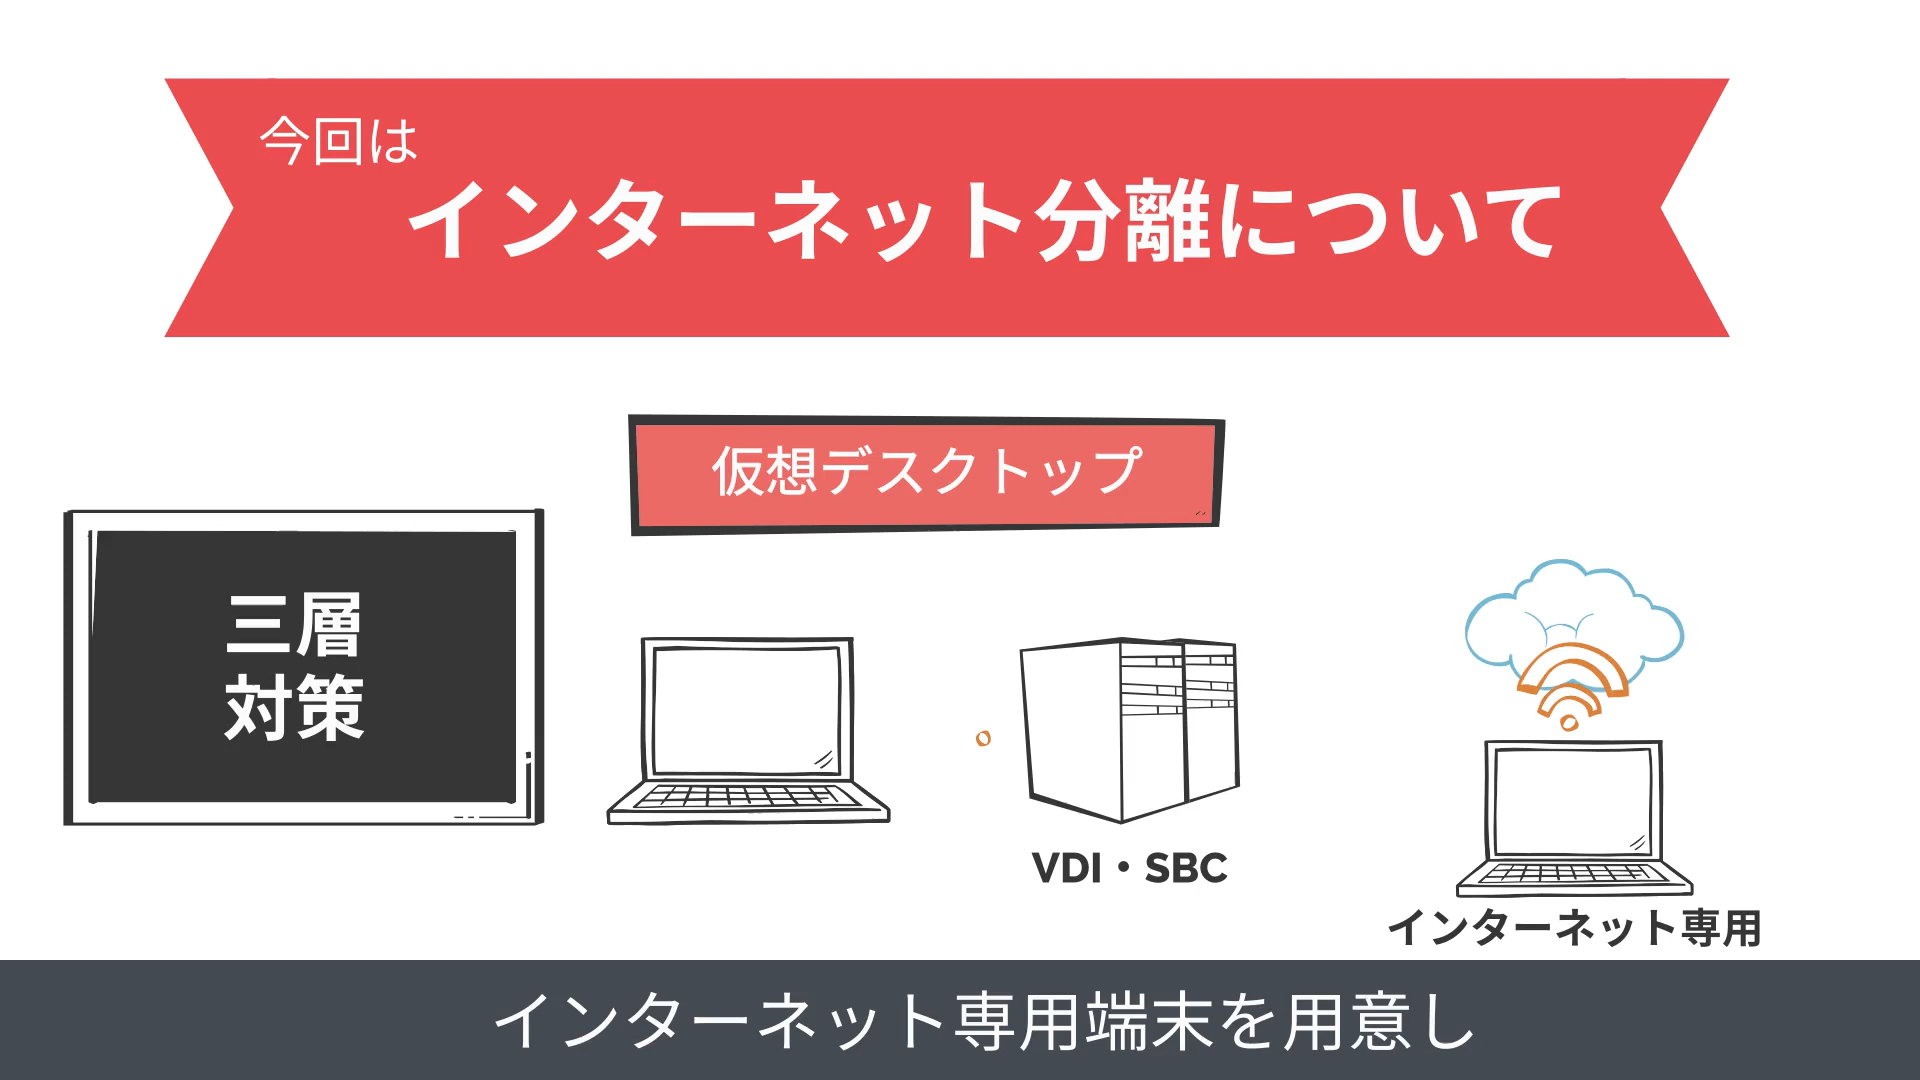 今回は
インターネット分離について
仮想デスクトップ
三層
対策
VDI・SBC
インターネット専用
インターネット専用端末を用意し